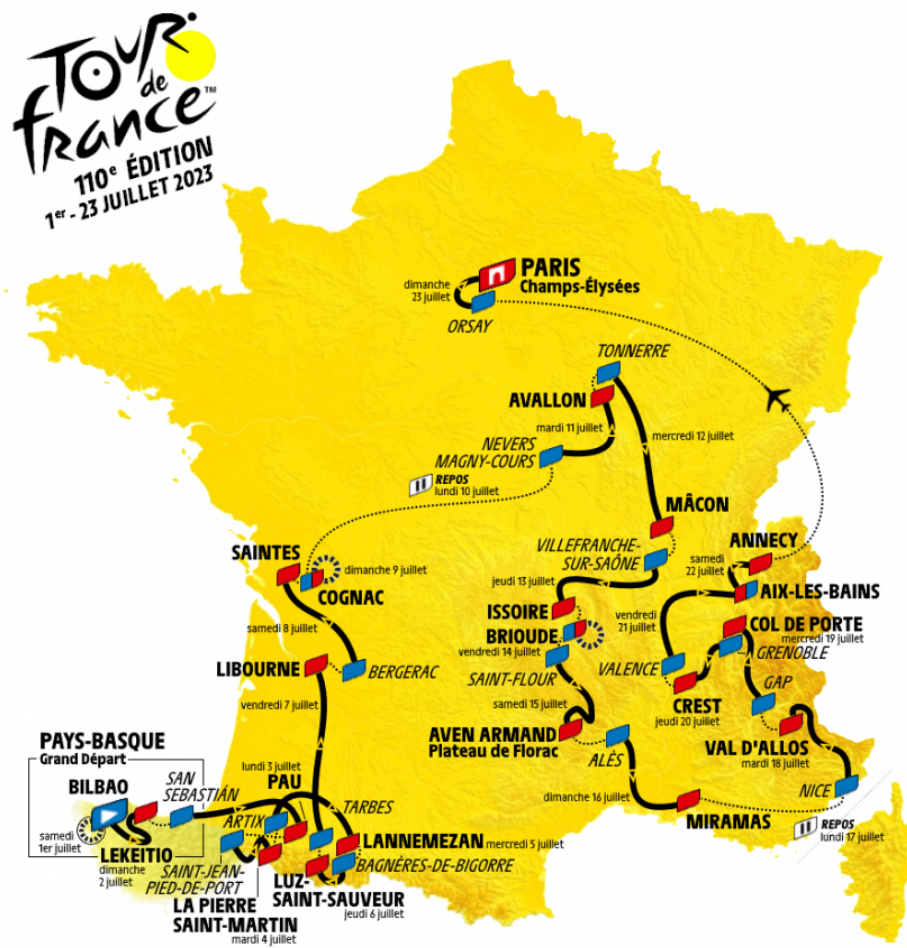 TOUR
de
france™
110e ÉDITION
1er - 23 JUILLET 2023
PARIS
Champs-Élysées
dimanche
23 juillet
ORSAY
TONNERRE
AVALLON
mardi 11 juillet
mercredi 12 juillet
NEVERS
MAGNY-COURS
REPOS
lundi 10 juillet
MÂCON
VILLEFRANCHE-
SUR-SAÔNE
ANNECY
samedi
22 juillet
SAINTES
dimanche 9 juillet
COGNAC
jeudi 13 juillet
AIX-LES-BAINS
ISSOIRE
vendredi
21 juillet
COL DE PORTE
mercredi 19 juillet
samedi 8 juillet
BRIOUDE
vendredi 14 juillet
GRENOBLE
LIBOURNE
BERGERAC
SAINT-FLOUR
VALENCE
GAP
vendredi 7 juillet
samedi 15 juillet
CREST
jeudi 20 juillet
AVEN ARMAND
Plateau de Florac
VAL D'ALLOS
mardi 18 juillet
PAYS-BASQUE
Grand Départ
ALÈS
lundi 3 juillet
BILBAO
SAN
SEBASTIÁN
PAU
dimanche 16 juillet
NICE
ARTIX
TARBES
MIRAMAS
REPOS
lundi 17 juillet
samedi
1er juillet
LEKEITIO
dimanche
2 juillet
LANNEMEZAN
mercredi 5 juillet
SAINT-JEAN-
PIED-DE-PORT
BAGNÈRES-DE-BIGORRE
LUZ-
SAINT-SAUVEUR
jeudi 6 juillet
LA PIERRE
SAINT-MARTIN
mardi 4 juillet